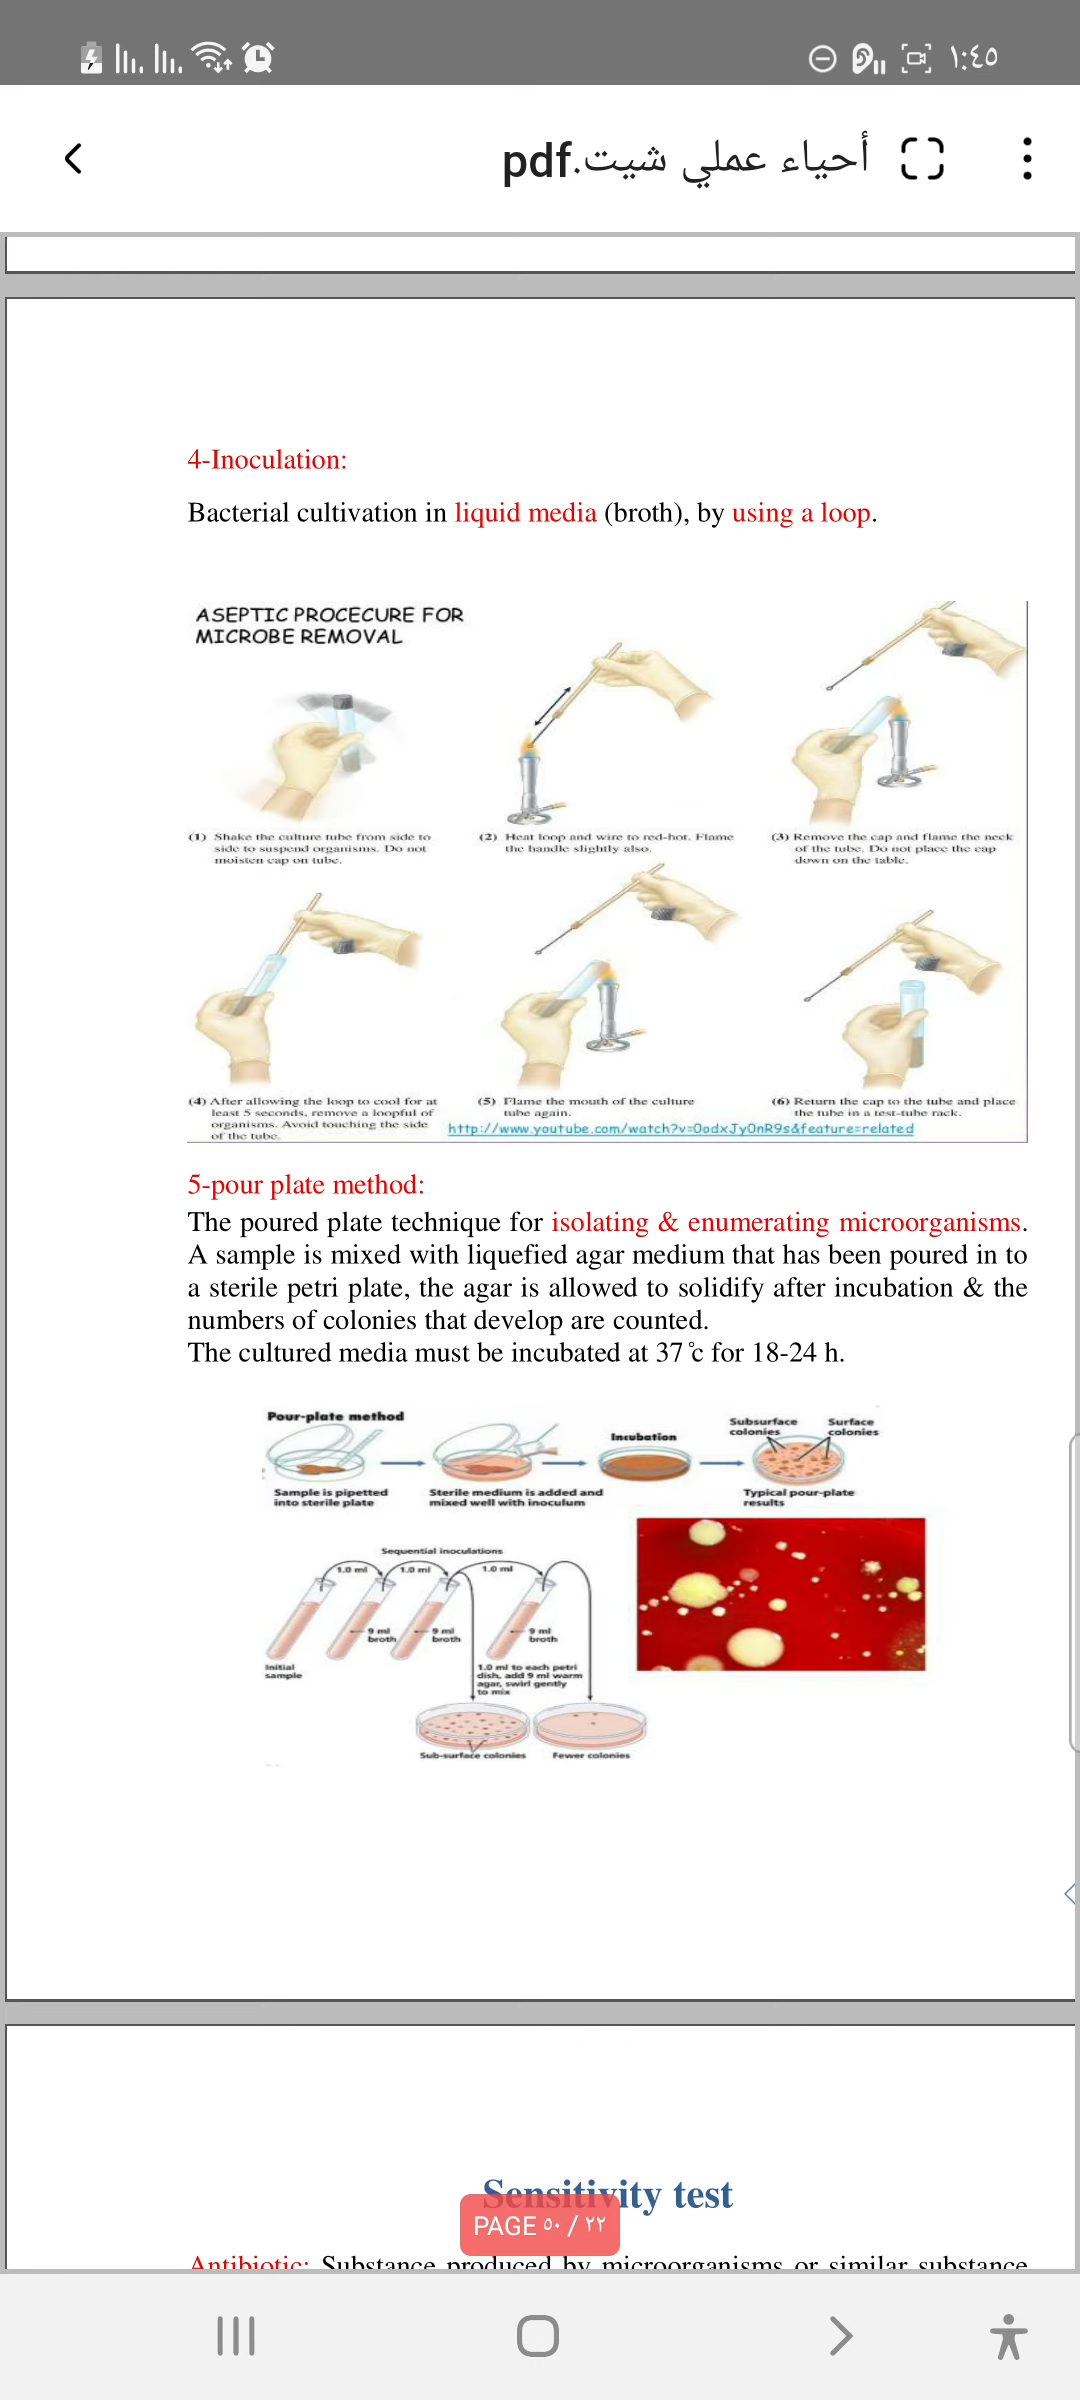 ١:٤٥
أحياء عملي شيت.pdf
4-Inoculation:
Bacterial cultivation in liquid media (broth), by using a loop.
ASEPTIC PROCECURE FOR
MICROBE REMOVAL
(1) Shake the culture tube from side to
side to suspend organisms. Do not
moisten cap on tube.
(2) Heat loop and wire to red-hot. Flame
the handle slightly also.
(3) Remove the cap and flame the neck
of the tube. Do not place the cap
down on the table.
(4) After allowing the loop to cool for at
least 5 seconds, remove a loopful of
organisms. Avoid touching the side
of the tube.
(5) Flame the mouth of the culture
tube again.
(6) Return the cap to the tube and place
the tube in a test-tube rack.
http://www.youtube.com/watch?v=OodxJyOnR9s&feature=related
5-pour plate method:
The poured plate technique for isolating & enumerating microorganisms.
A sample is mixed with liquefied agar medium that has been poured in to
a sterile petri plate, the agar is allowed to solidify after incubation & the
numbers of colonies that develop are counted.
The cultured media must be incubated at 37 °c for 18-24 h.
Pour-plate method
Incubation
Subsurface
colonies
Surface
colonies
Sample is pipetted
into sterile plate
Sterile medium is added and
mixed well with inoculum
Typical pour-plate
results
Sequential inoculations
1.0 ml
1.0 ml
1.0 ml
9 ml
broth
9 ml
broth
9 ml
broth
Initial
sample
1.0 ml to each petri
dish, add 9 ml warm
agar, swirl gently
to mix
Sub-surface colonies
Fewer colonies
Sensitivity test
PAGE ٥٠ / ٢٢
Antibiotic: Substance produced by microorganisms or similar substance